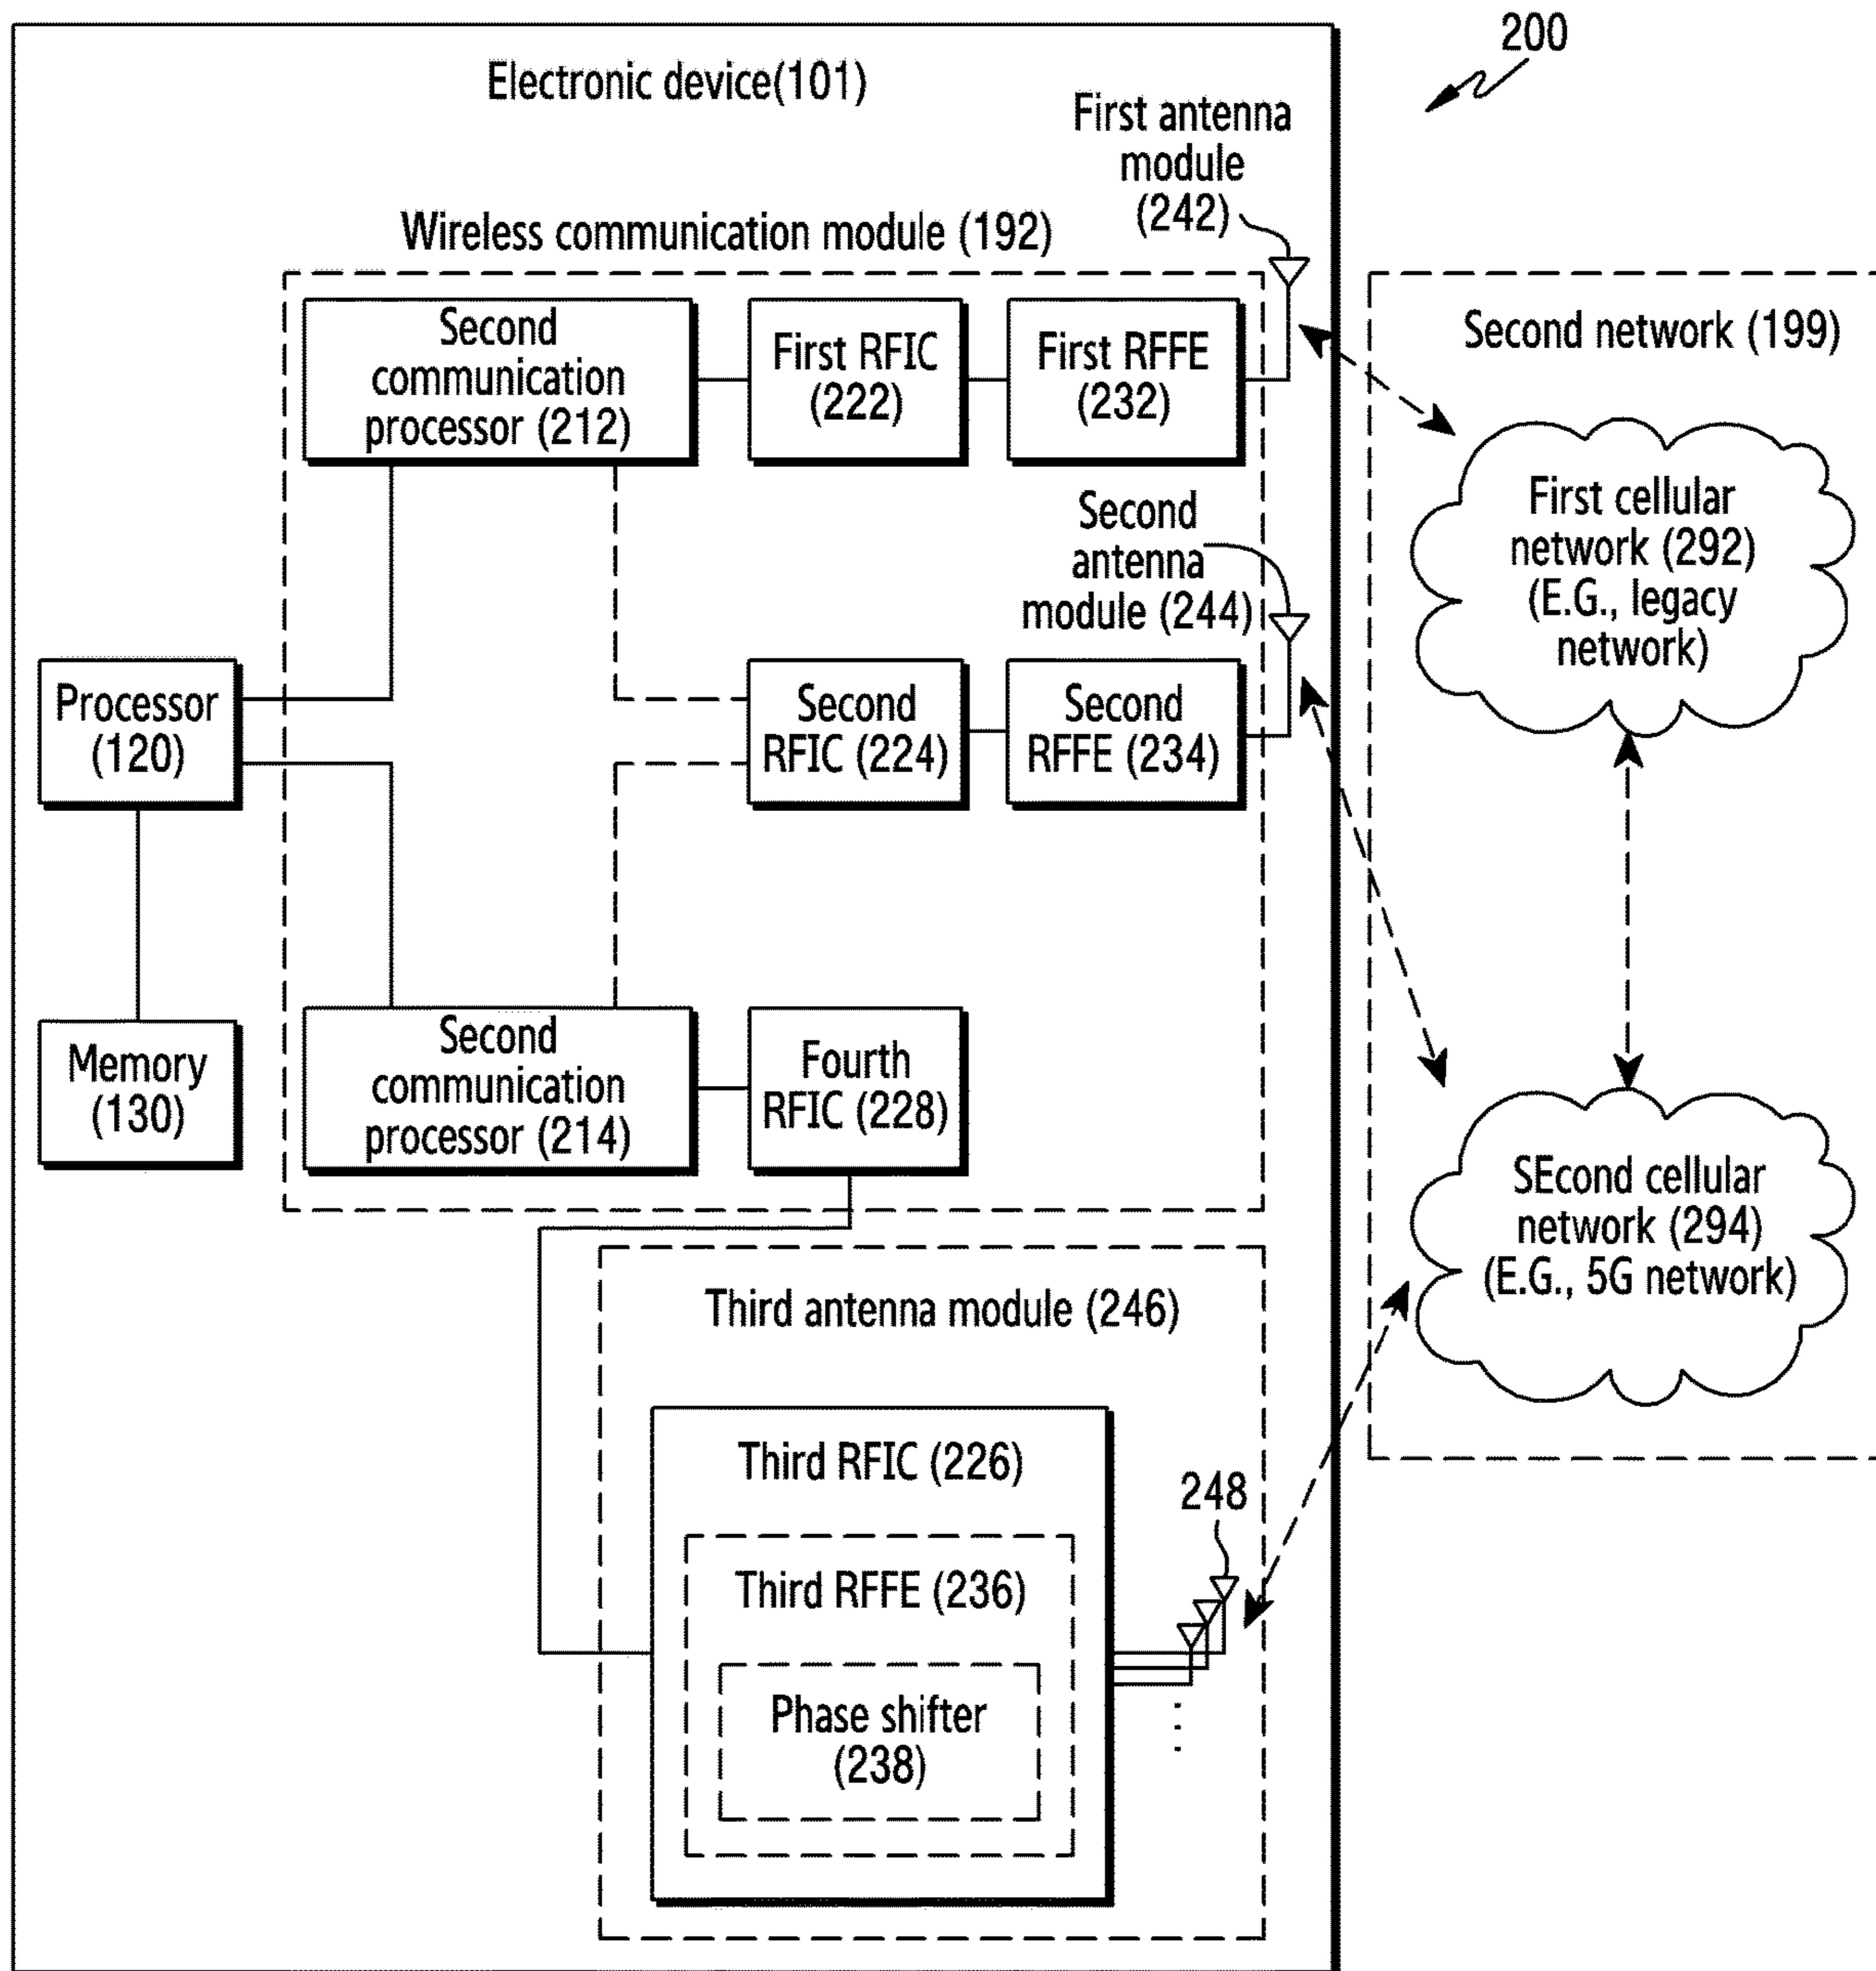 200
Electronic device(101)
First antenna
module
(242)
Wireless communication module (192)
Second
communication
processor (212)
First RFIC
(222)
First RFFE
(232)
Second network (199)
First cellular
network (292)
(E.G., legacy
network)
Second
antenna
module (244)
Processor
(120)
Second
RFIC (224)
Second
RFFE (234)
Memory
(130)
Second
communication
processor (214)
Fourth
RFIC (228)
SEcond cellular
network (294)
(E.G., 5G network)
Third antenna module (246)
Third RFIC (226)
248
Third RFFE (236)
Phase shifter
(238)